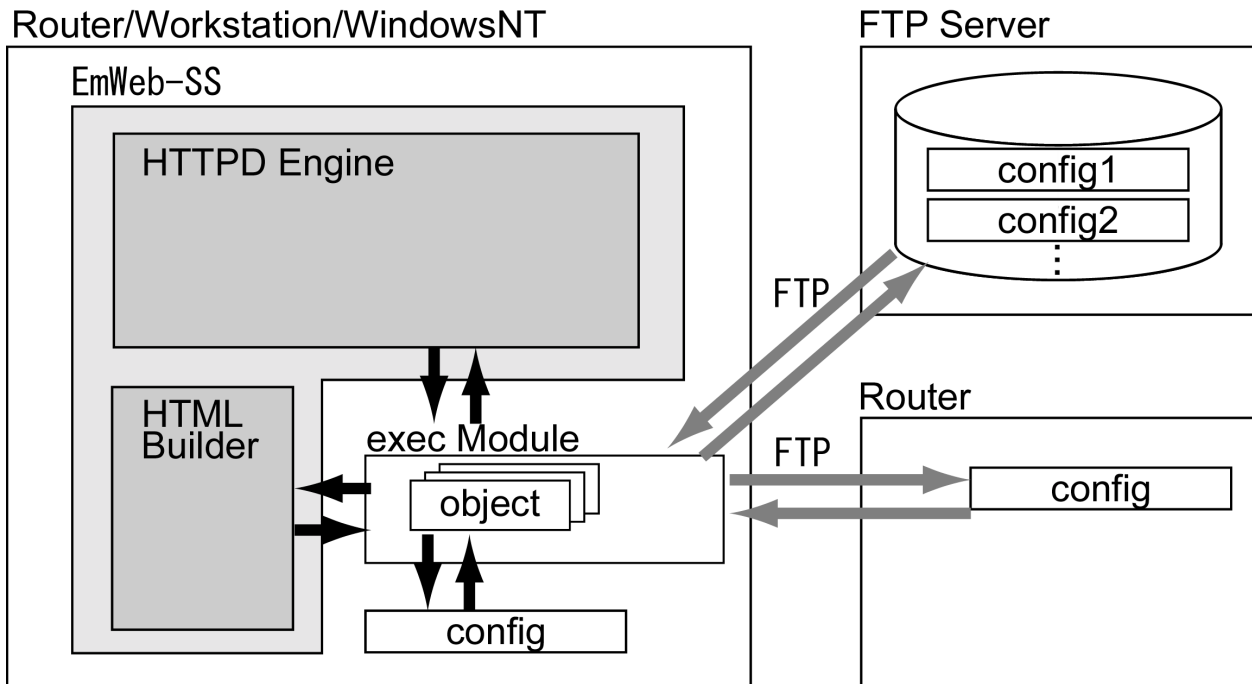 Router/Workstation/WindowsNT
EmWeb-SS
HTTPD Engine
HTML
Builder
exec Module
object
config
FTP Server
config1
config2
FTP
Router
FTP
config